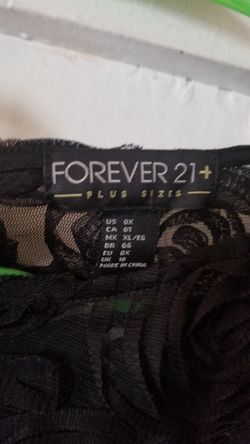 FOREVER 21+
PLUS SIZES
US 0X
CA 01
MX XL/EG
BR 66
EU 0X
UK 16
MADE IN CHINA